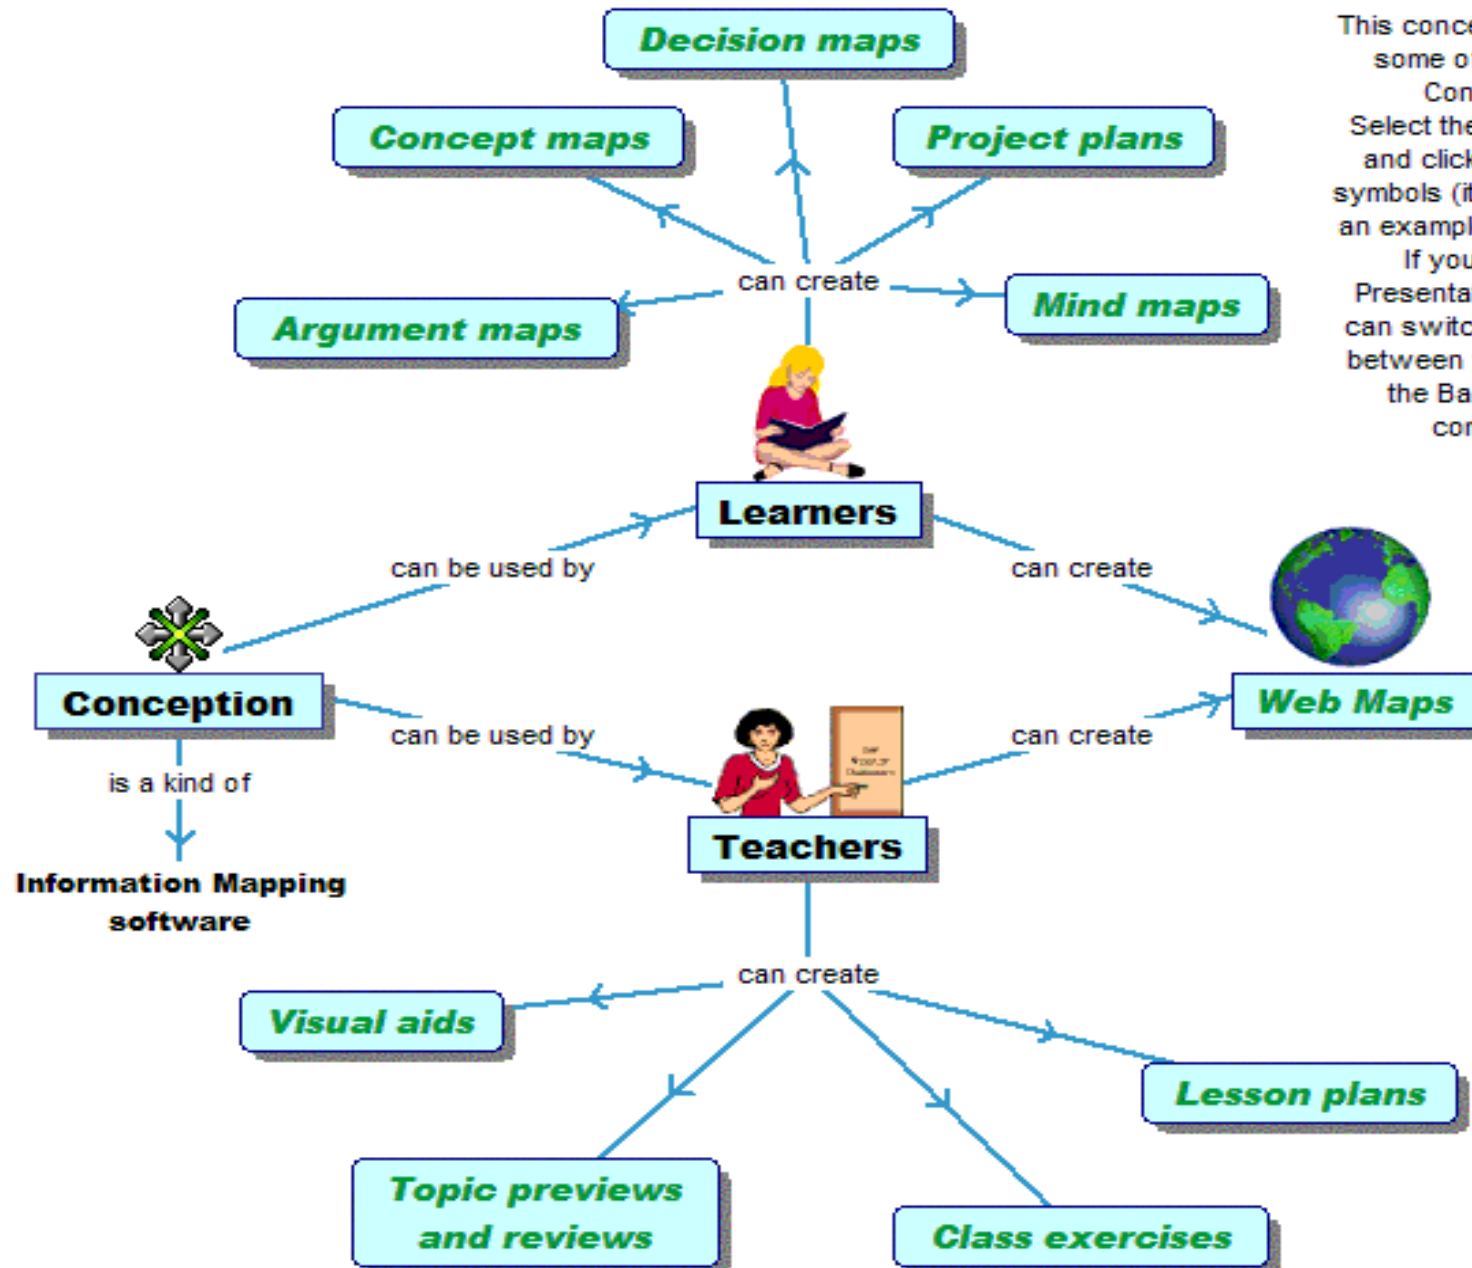 Decision maps
Concept maps
Project plans
can create
Argument maps
Mind maps
This conce
some o
Con
Select the
and click
symbols (it
an exampl
If you
Presenta
can switc
between
the Ba
con
Learners
can be used by
can create
Conception
Web Maps
can be used by
can create
is a kind of
Teachers
Information Mapping
software
can create
Visual aids
Lesson plans
Topic previews
and reviews
Class exercises